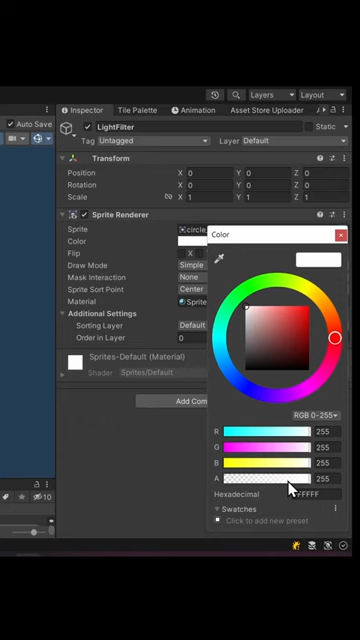 Layers
Layout
Auto Save
Inspector
Tile Palette
Animation
Asset Store Uploader
LightFilter
Static
Tag
Untagged
Layer
Default
Transform
Position
X 0 Y 0 Z 0
Rotation
X 0 Y 0 Z 0
Scale
X 1 Y 1 Z 1
Sprite Renderer
Sprite
circle
Color
Flip
X
Draw Mode
Simple
Mask Interaction
None
Sprite Sort Point
Center
Material
Sprite
Additional Settings
Sorting Layer
Default
Order in Layer
0
Sprites-Default (Material)
Shader
Sprites/Default
Add Com
10
Color
RGB 0-255
R 255
G 255
B 255
A 255
Hexadecimal
FFFFF
Swatches
Click to add new preset